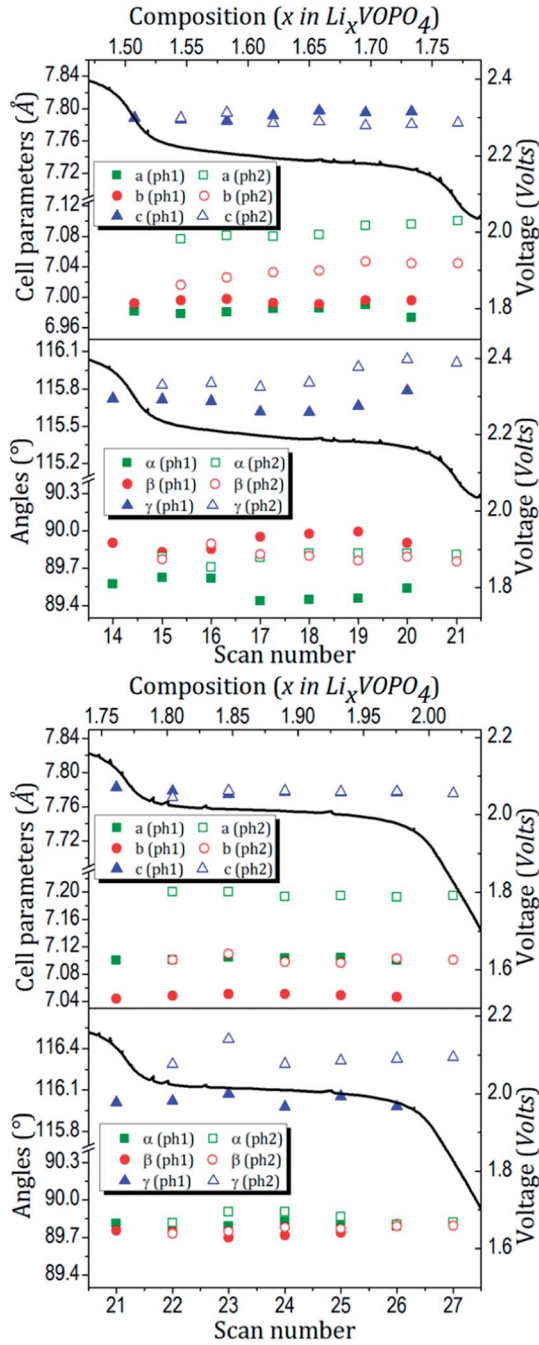 Composition (x in LiₓVOPO₄)
1.50 1.55 1.60 1.65 1.70 1.75
7.84
7.80
7.76
7.72
7.12
7.08
7.04
7.00
6.96
Cell parameters (Å)
a (ph1) a (ph2)
b (ph1) b (ph2)
c (ph1) c (ph2)
2.4
2.2
2.0
1.8
Voltage (Volts)
116.1
115.8
115.5
115.2
90.3
90.0
89.7
89.4
Angles (°)
α (ph1) α (ph2)
β (ph1) β (ph2)
γ (ph1) γ (ph2)
2.4
2.2
2.0
1.8
Voltage (Volts)
14 15 16 17 18 19 20 21
Scan number
Composition (x in LiₓVOPO₄)
1.75 1.80 1.85 1.90 1.95 2.00
7.84
7.80
7.76
7.72
7.20
7.12
7.04
Cell parameters (Å)
a (ph1) a (ph2)
b (ph1) b (ph2)
c (ph1) c (ph2)
2.2
2.0
1.8
1.6
Voltage (Volts)
116.4
116.1
115.8
90.3
90.0
89.7
89.4
Angles (°)
α (ph1) α (ph2)
β (ph1) β (ph2)
γ (ph1) γ (ph2)
2.2
2.0
1.8
1.6
Voltage (Volts)
21 22 23 24 25 26 27
Scan number